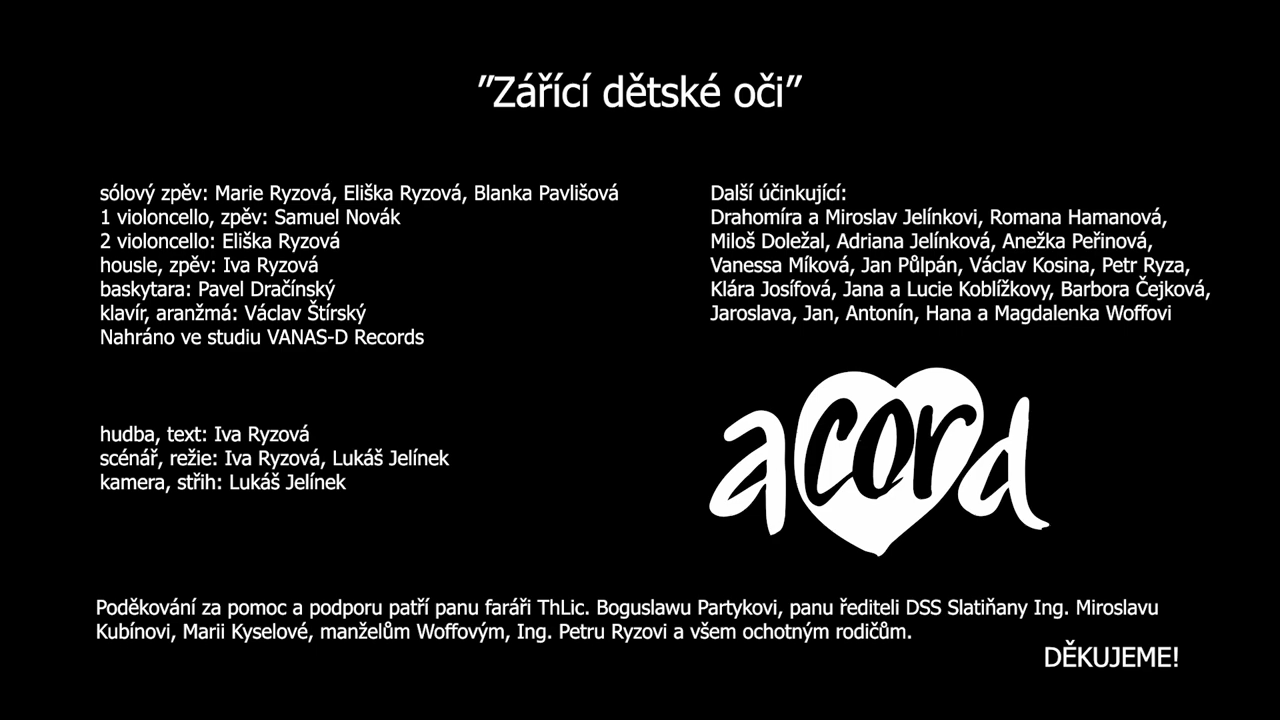 ”Zářící dětské oči”
sólový zpěv: Marie Ryzová, Eliška Ryzová, Blanka Pavlišová
1 violoncello, zpěv: Samuel Novák
2 violoncello: Eliška Ryzová
housle, zpěv: Iva Ryzová
baskytara: Pavel Dračínský
klavír, aranžmá: Václav Štírský
Nahráno ve studiu VANAS-D Records
hudba, text: Iva Ryzová
scénář, režie: Iva Ryzová, Lukáš Jelínek
kamera, střih: Lukáš Jelínek
Další účinkující:
Drahomíra a Miroslav Jelínkovi, Romana Hamanová,
Miloš Doležal, Adriana Jelínková, Anežka Peřinová,
Vanessa Míková, Jan Půlpán, Václav Kosina, Petr Ryza,
Klára Josífová, Jana a Lucie Koblížkovy, Barbora Čejková,
Jaroslava, Jan, Antonín, Hana a Magdalenka Woffovi
acord
Poděkování za pomoc a podporu patří panu faráři ThLic. Boguslawu Partykovi, panu řediteli DSS Slatiňany Ing. Miroslavu
Kubínovi, Marii Kyselové, manželům Woffovým, Ing. Petru Ryzovi a všem ochotným rodičům.
DĚKUJEME!